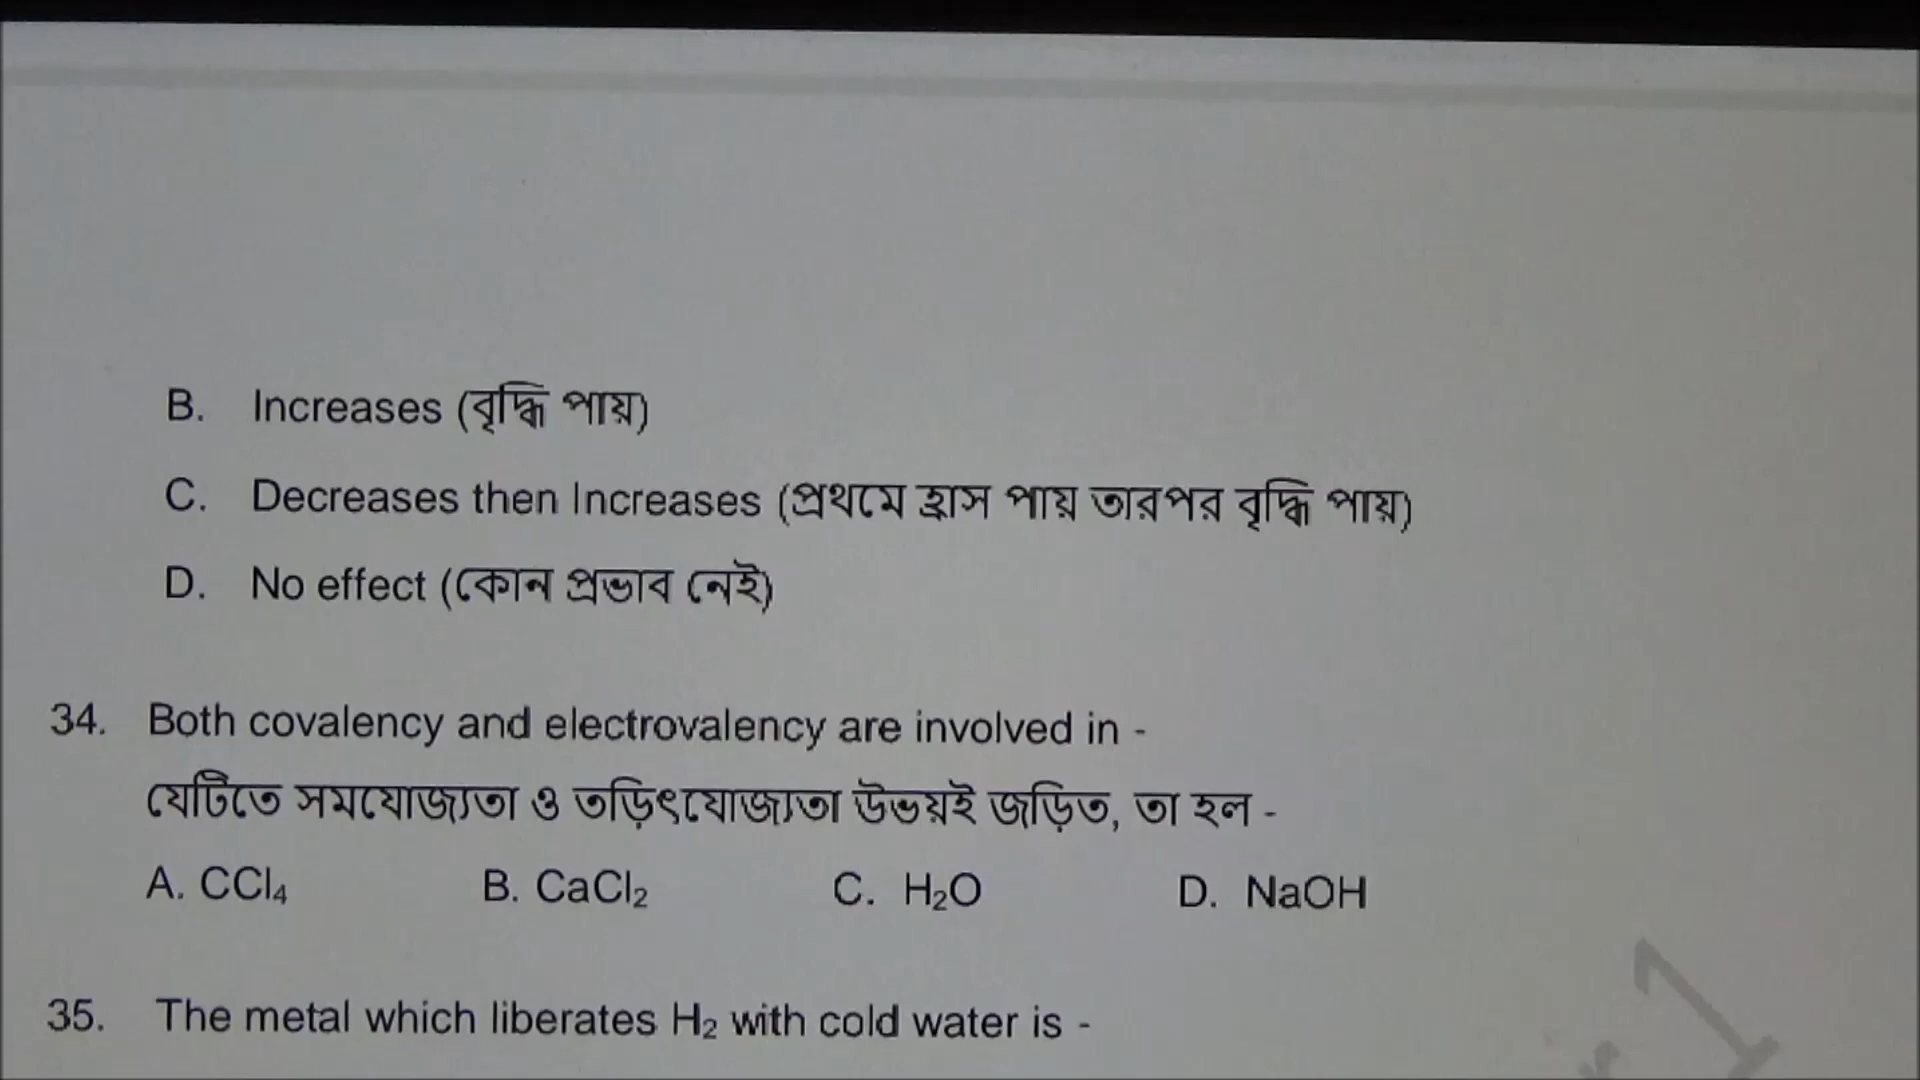 B. Increases (বৃদ্ধি পায়)
C. Decreases then Increases (প্রথমে হ্রাস পায় তারপর বৃদ্ধি পায়)
D. No effect (কোন প্রভাব নেই)
34. Both covalency and electrovalency are involved in -
যেটিতে সমযোজ্যতা ও তড়িৎযোজ্যতা উভয়ই জড়িত, তা হল -
A. CCl₄ B. CaCl₂ C. H₂O D. NaOH
35. The metal which liberates H₂ with cold water is -